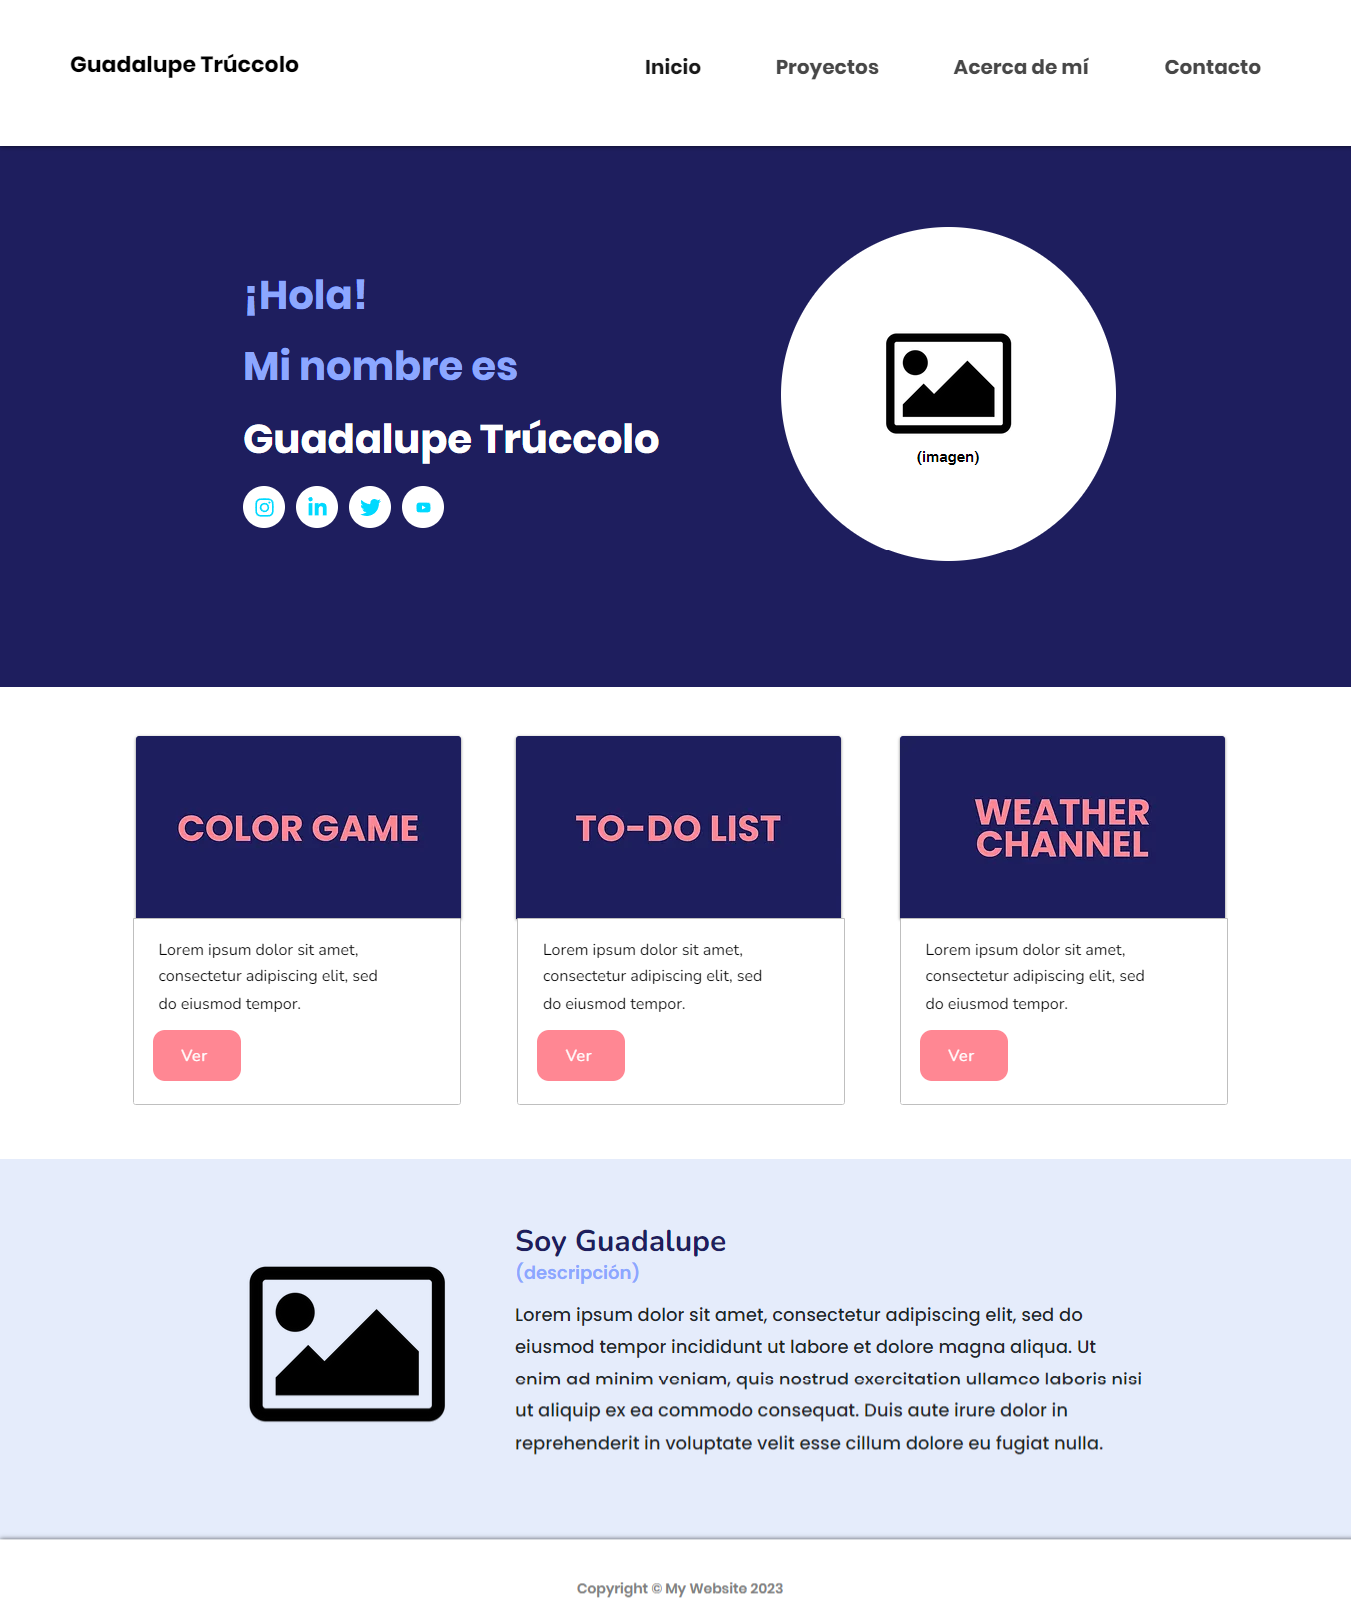 Guadalupe Trúccolo
Inicio
Proyectos
Acerca de mí
Contacto
¡Hola!
Mi nombre es
Guadalupe Trúccolo
(imagen)
COLOR GAME
Lorem ipsum dolor sit amet,
consectetur adipiscing elit, sed
do eiusmod tempor.
Ver
TO-DO LIST
Lorem ipsum dolor sit amet,
consectetur adipiscing elit, sed
do eiusmod tempor.
Ver
WEATHER
CHANNEL
Lorem ipsum dolor sit amet,
consectetur adipiscing elit, sed
do eiusmod tempor.
Ver
Soy Guadalupe
(descripción)
Lorem ipsum dolor sit amet, consectetur adipiscing elit, sed do
eiusmod tempor incididunt ut labore et dolore magna aliqua. Ut
enim ad minim veniam, quis nostrud exercitation ullamco laboris nisi
ut aliquip ex ea commodo consequat. Duis aute irure dolor in
reprehenderit in voluptate velit esse cillum dolore eu fugiat nulla.
Copyright © My Website 2023